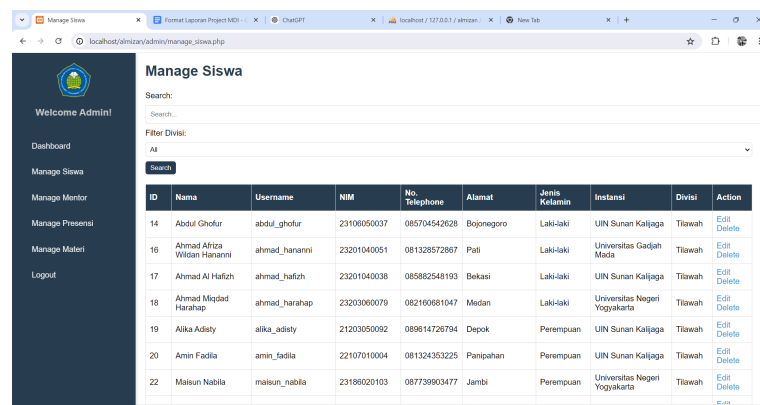 Manage Siswa
Format Laporan Project MDI -
ChatGPT
localhost / 127.0.0.1 / almizan /
New Tab
localhost/almizan/admin/manage_siswa.php
Welcome Admin!
Dashboard
Manage Siswa
Manage Mentor
Manage Presensi
Manage Materi
Logout
Manage Siswa
Search:
Search...
Filter Divisi:
All
Search
ID Nama Username NIM No. Telephone Alamat Jenis Kelamin Instansi Divisi Action
14 Abdul Ghofur abdul_ghofur 23106050037 085704542628 Bojonegoro Laki-laki UIN Sunan Kalijaga Tilawah Edit Delete
16 Ahmad Afriza Wildan Hananni ahmad_hananni 23201040051 081328572867 Pati Laki-laki Universitas Gadjah Mada Tilawah Edit Delete
17 Ahmad Al Hafizh ahmad_hafizh 23201040038 085882548193 Bekasi Laki-laki UIN Sunan Kalijaga Tilawah Edit Delete
18 Ahmad Miqdad Harahap ahmad_harahap 23203060079 082160681047 Medan Laki-laki Universitas Negeri Yogyakarta Tilawah Edit Delete
19 Alika Adisty alika_adisty 21203050092 089614726794 Depok Perempuan UIN Sunan Kalijaga Tilawah Edit Delete
20 Amin Fadila amin_fadila 22107010004 081324353225 Panipahan Perempuan UIN Sunan Kalijaga Tilawah Edit Delete
22 Maisun Nabila maisun_nabila 23186020103 087739903477 Jambi Perempuan Universitas Negeri Yogyakarta Tilawah Edit Delete